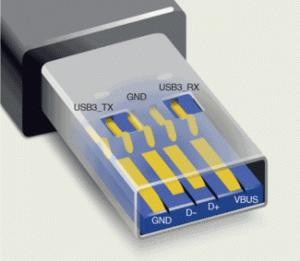 USB3_TX
GND
USB3_RX
GND
D-
D+
VBUS